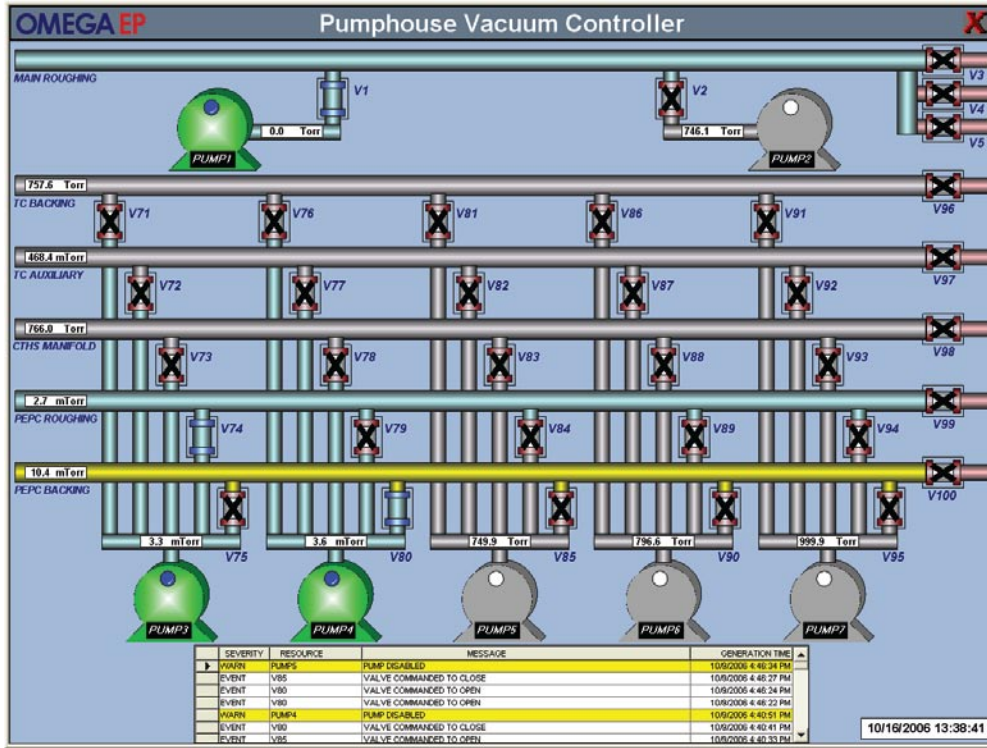 OMEGA EP Pumphouse Vacuum Controller X
MAIN ROUGHING
V1 V2 V3
V4
V5
0.0 Torr 746.1 Torr
PUMP1 PUMP2
757.6 Torr
TC BACKING
V71 V76 V81 V86 V91 V96
468.4 mTorr
TC AUXILIARY
V72 V77 V82 V87 V92 V97
766.0 Torr
CTHS MANIFOLD
V73 V78 V83 V88 V93 V98
2.7 mTorr
PEPC ROUGHING
V74 V79 V84 V89 V94 V99
10.4 mTorr
PEPC BACKING
V100
3.3 mTorr 3.6 mTorr 749.9 Torr 796.6 Torr 999.9 Torr
V75 V80 V85 V90 V95
PUMP3 PUMP4 PUMP5 PUMP6 PUMP7
SEVERITY RESOURCE MESSAGE GENERATION TIME
WARN PUMP5 PUMP DISABLED 10/9/2006 4:46:34 PM
EVENT V85 VALVE COMMANDED TO CLOSE 10/9/2006 4:46:27 PM
EVENT V80 VALVE COMMANDED TO OPEN 10/9/2006 4:46:24 PM
EVENT V80 VALVE COMMANDED TO OPEN 10/9/2006 4:46:22 PM
WARN PUMP4 PUMP DISABLED 10/9/2006 4:40:51 PM
EVENT V80 VALVE COMMANDED TO CLOSE 10/9/2006 4:40:41 PM
EVENT V85 VALVE COMMANDED TO OPEN 10/9/2006 4:40:33 PM
10/16/2006 13:38:41